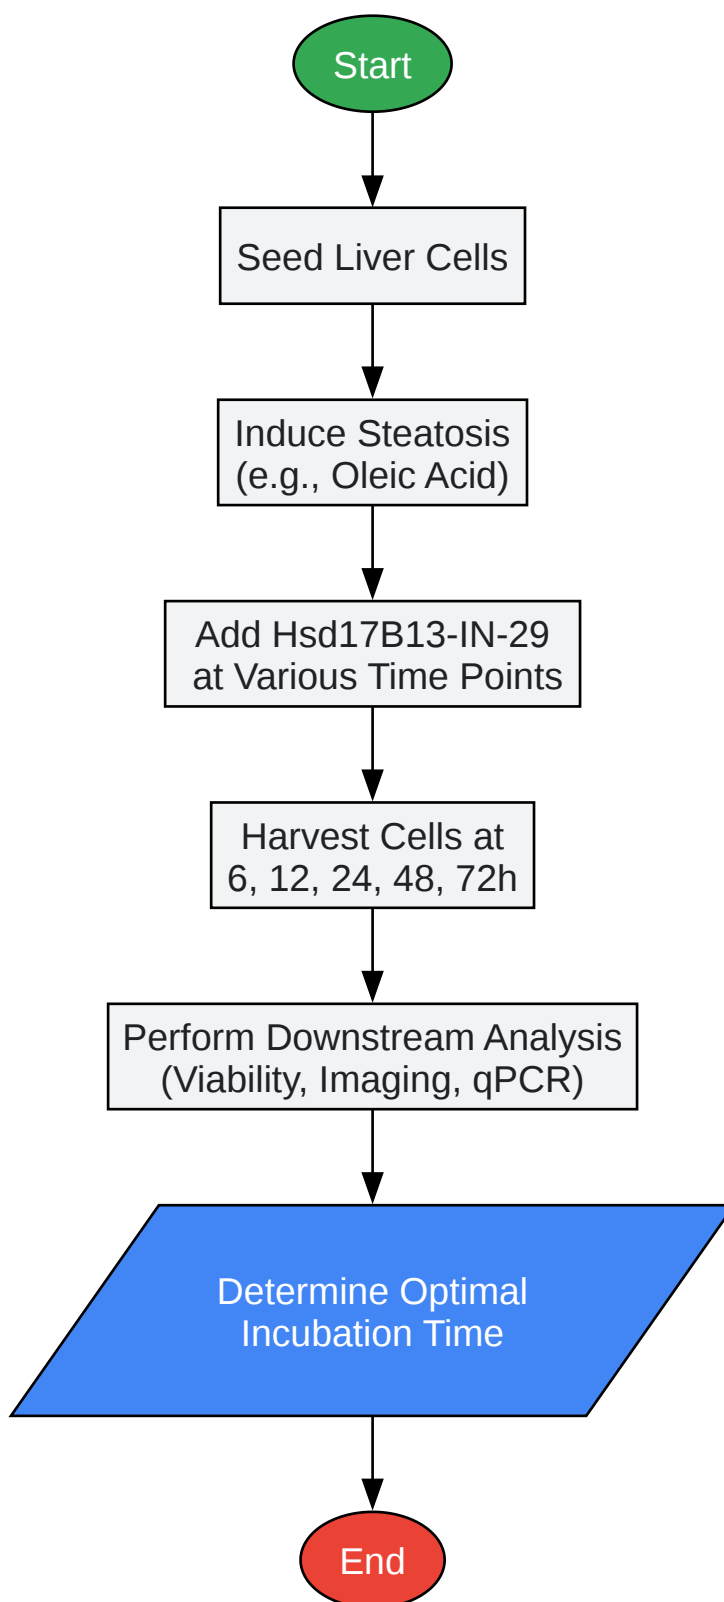 Start
Seed Liver Cells
Induce Steatosis
(e.g., Oleic Acid)
Add Hsd17B13-IN-29
at Various Time Points
Harvest Cells at
6, 12, 24, 48, 72h
Perform Downstream Analysis
(Viability, Imaging, qPCR)
Determine Optimal
Incubation Time
End